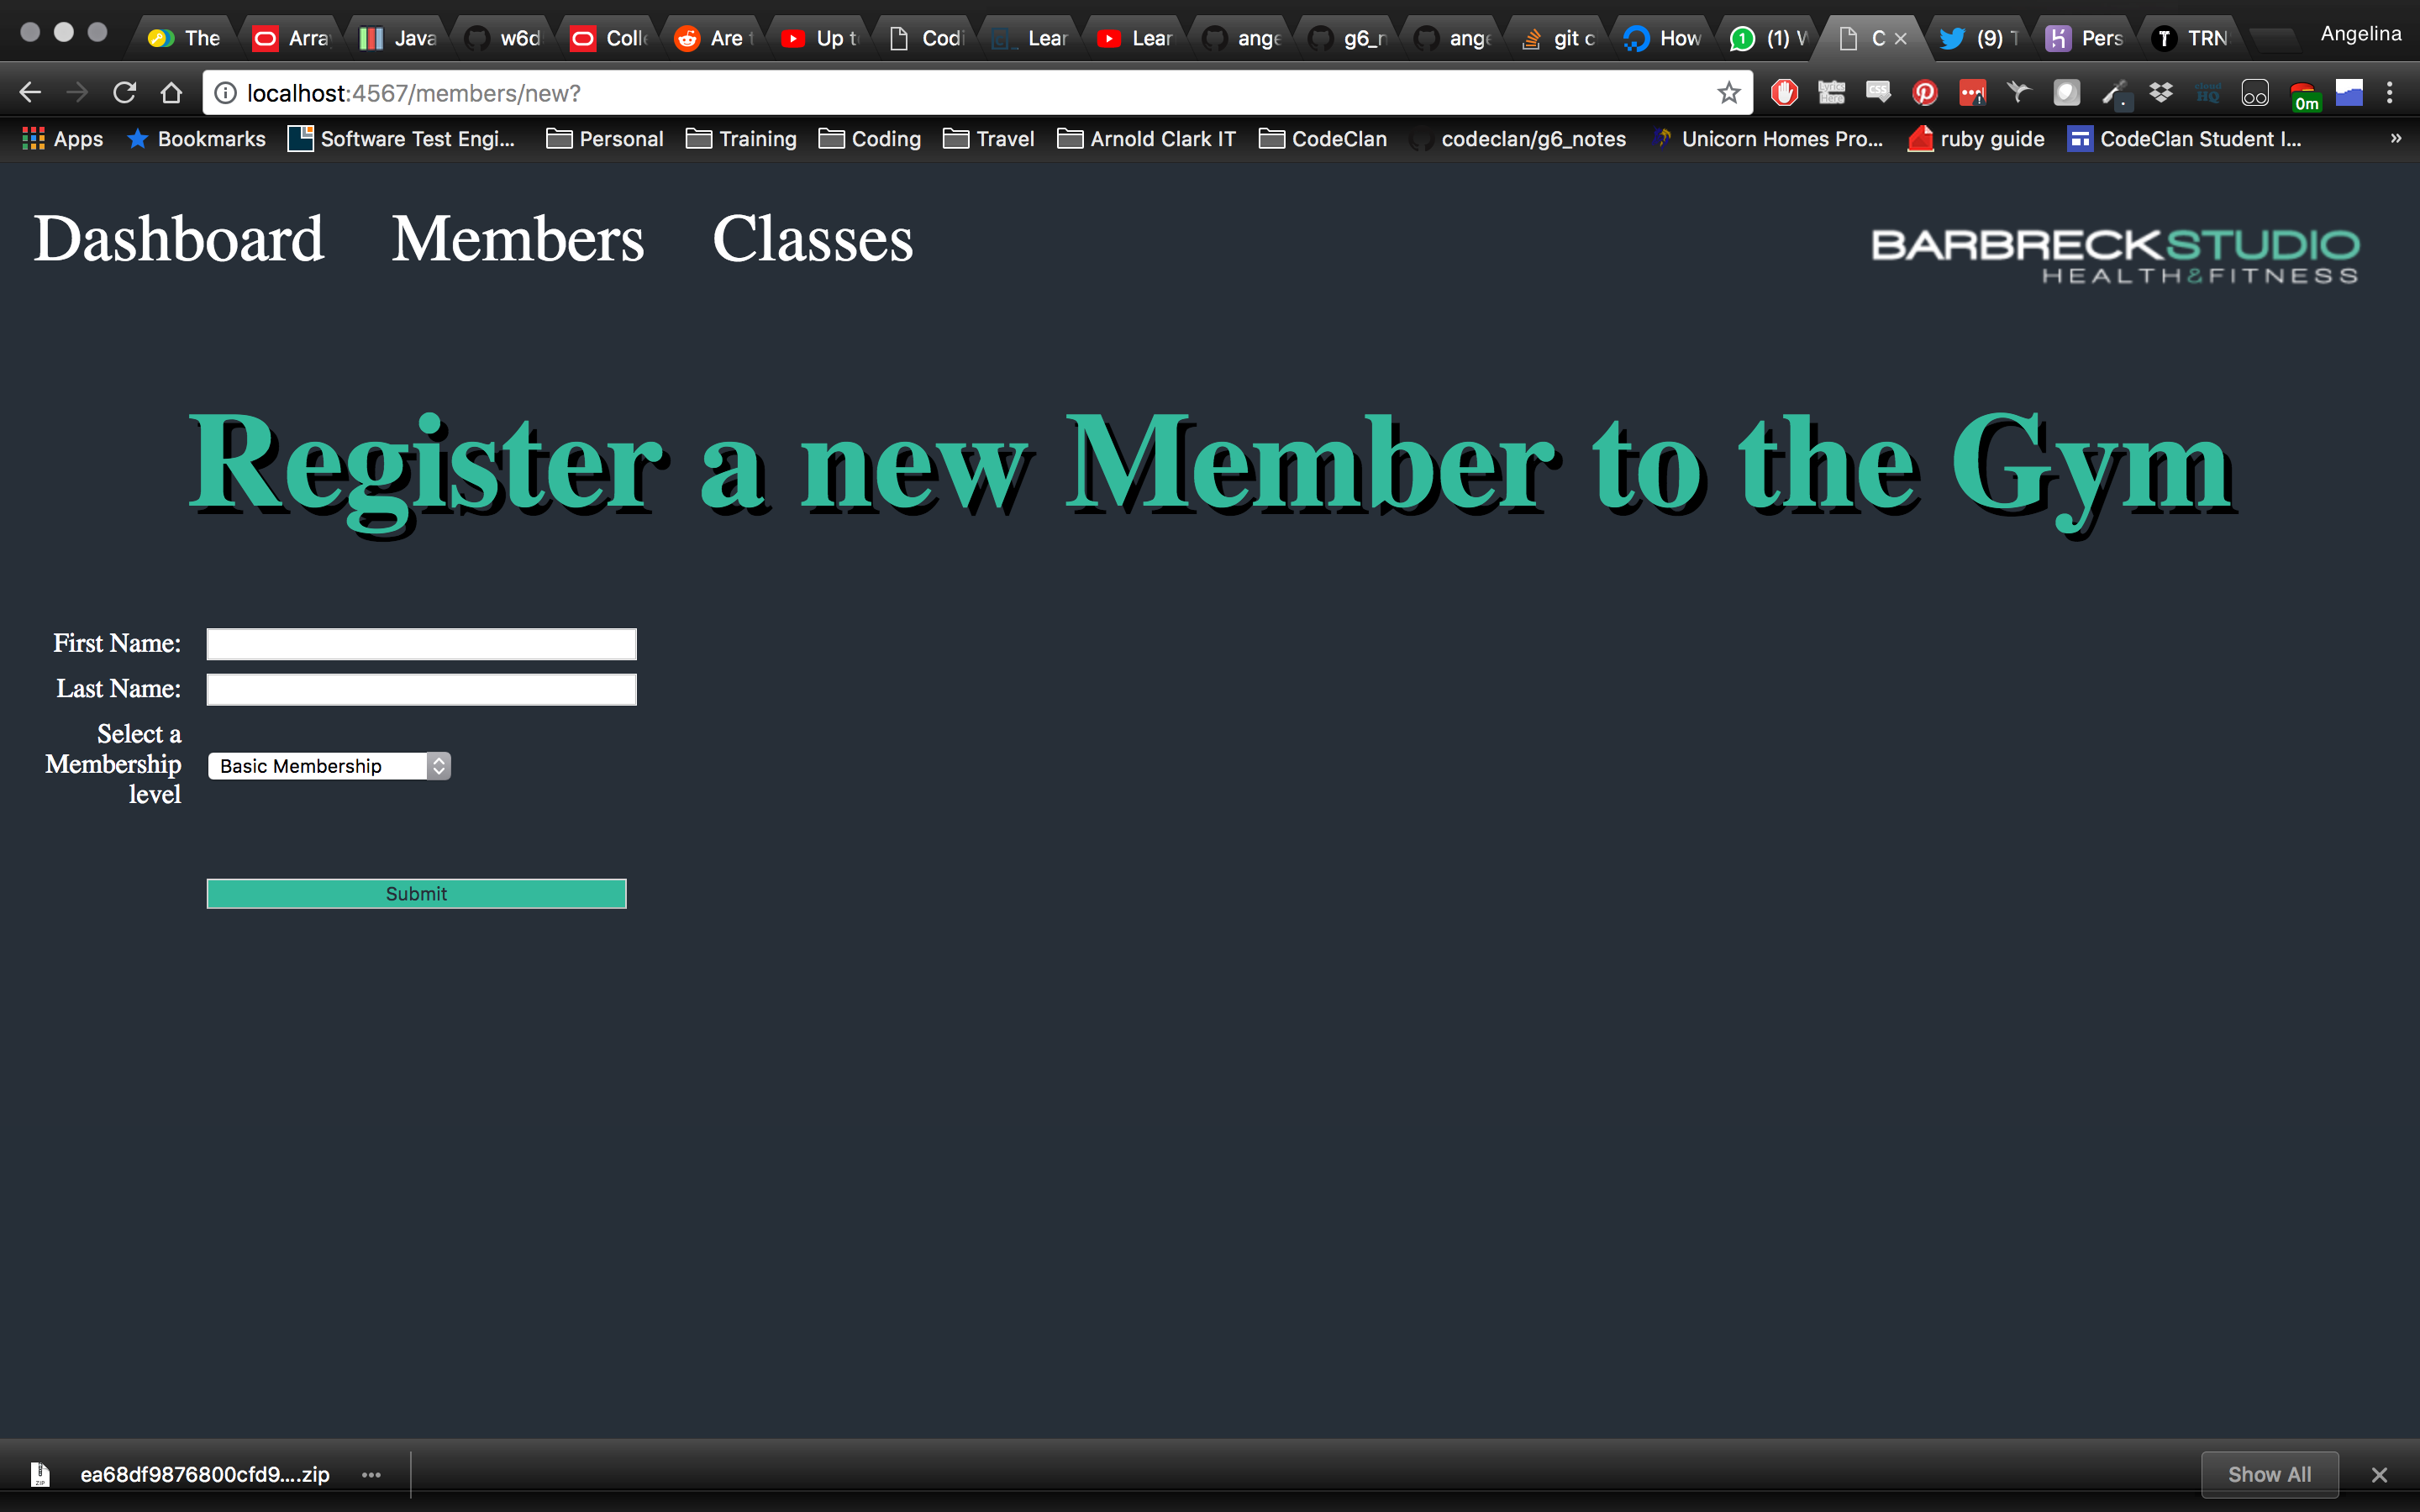 The Arra Java w6d Colle Are t Up t Codi Lear Lear ange g6_n ange git c How (1) W C (9) T Pers TRN Angelina
localhost:4567/members/new?
Apps Bookmarks Software Test Engi... Personal Training Coding Travel Arnold Clark IT CodeClan codeclan/g6_notes Unicorn Homes Pro... ruby guide CodeClan Student I... »
0m
Dashboard Members Classes
BARBRECKSTUDIO
HEALTH&FITNESS
Register a new Member to the Gym
First Name:
Last Name:
Select a
Membership
level
Basic Membership
Submit
ea68df9876800cfd9....zip
Show All